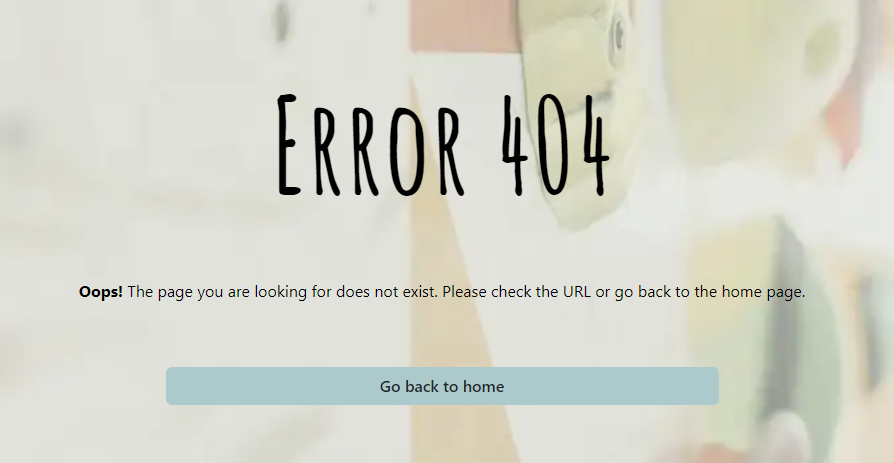 Error 404
Oops! The page you are looking for does not exist. Please check the URL or go back to the home page.
Go back to home